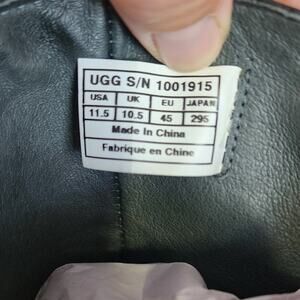 UGG S/N 1001915
USA UK EU JAPAN
11.5 10.5 45 295
Made In China
Fabrique en Chine